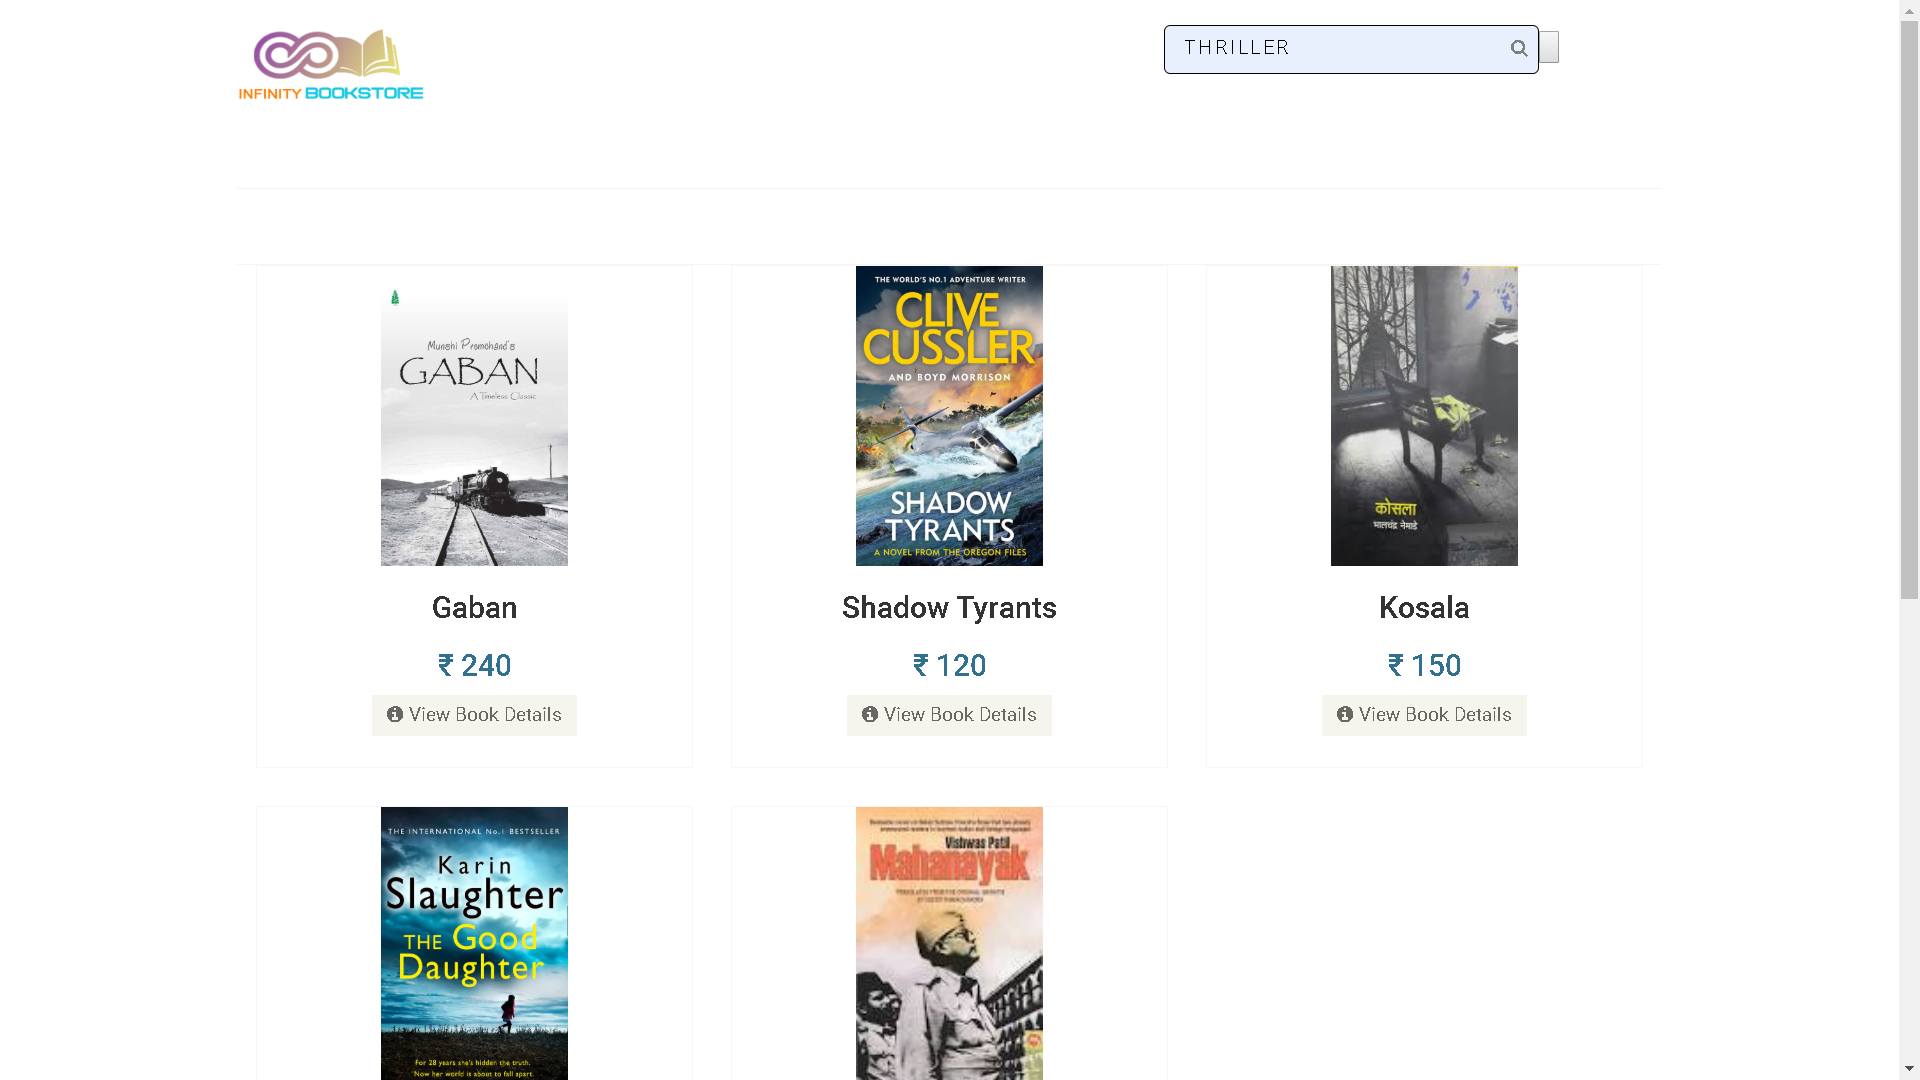 INFINITY BOOKSTORE
THRILLER
Munshi Premchand's
GABAN
A Timeless Classic
THE WORLD'S NO.1 ADVENTURE WRITER
CLIVE
CUSSLER
AND BOYD MORRISON
SHADOW
TYRANTS
A NOVEL FROM THE OREGON FILES
कोसला
भालचंद्र नेमाडे
Gaban
Shadow Tyrants
Kosala
₹ 240
₹ 120
₹ 150
View Book Details
View Book Details
View Book Details
THE INTERNATIONAL No.1 BESTSELLER
Karin
Slaughter
THE Good
Daughter
For 28 years she's hidden the truth.
Now her world is about to fall apart.
Vishwas Patil
Mahanayak